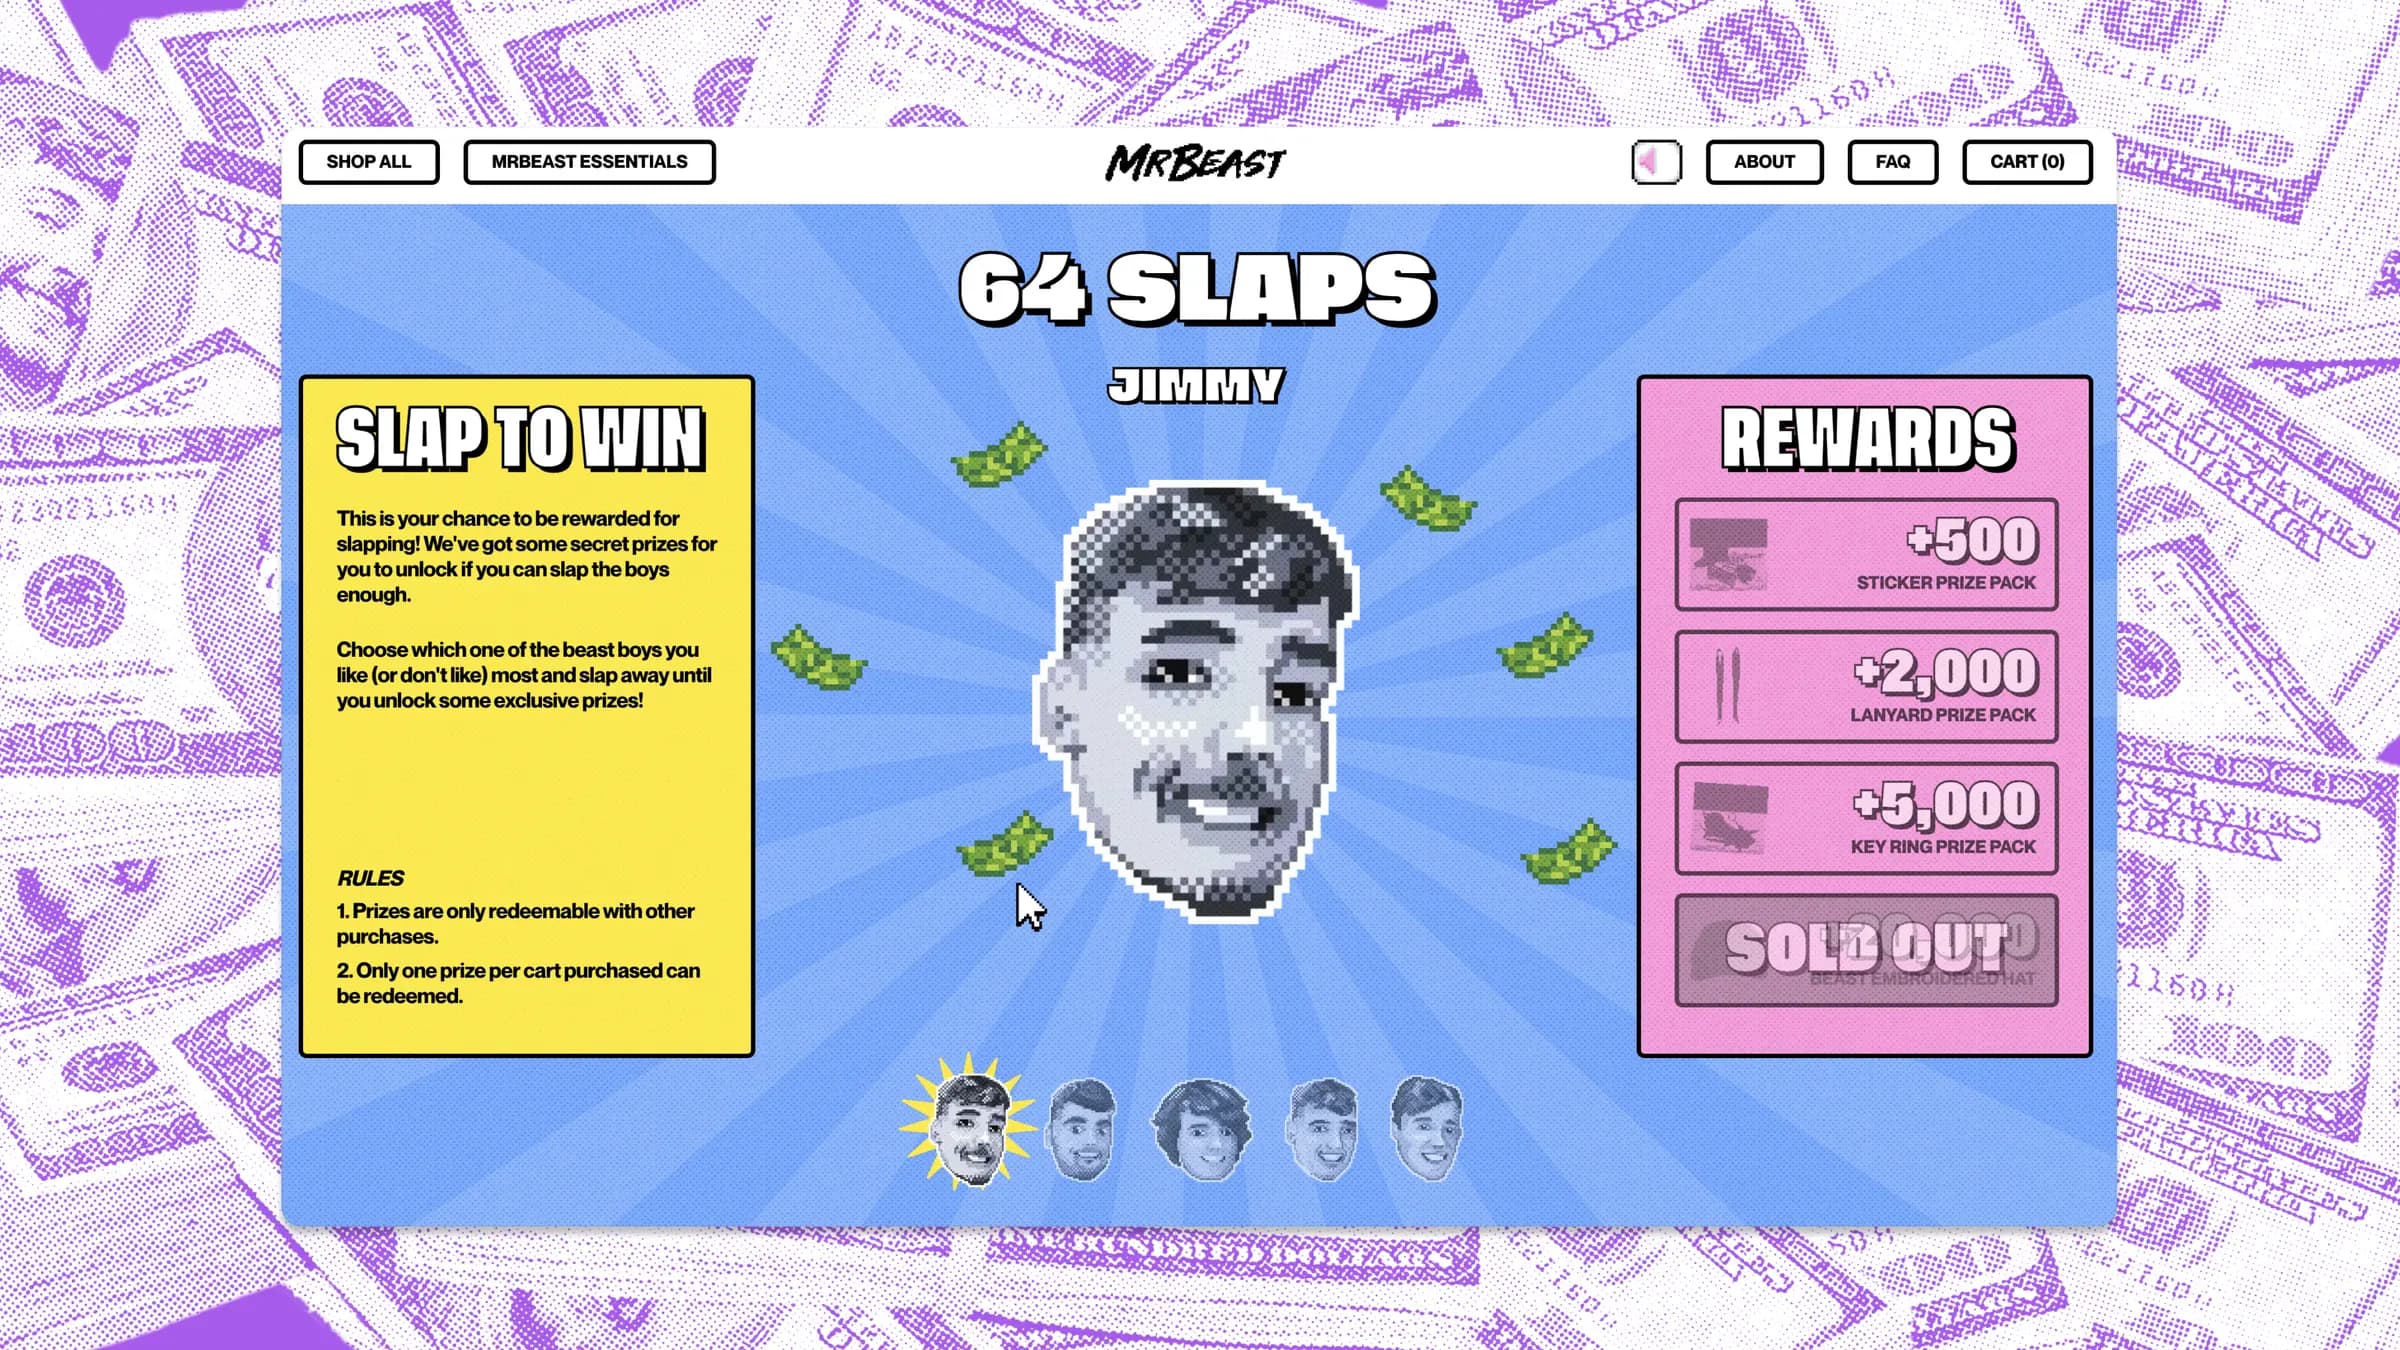 SHOP ALL
MRBEAST ESSENTIALS
MRBEAST
ABOUT
FAQ
CART (0)
64 SLAPS
JIMMY
SLAP TO WIN
This is your chance to be rewarded for
slapping! We've got some secret prizes for
you to unlock if you can slap the boys
enough.
Choose which one of the beast boys you
like (or don't like) most and slap away until
you unlock some exclusive prizes!
RULES
1. Prizes are only redeemable with other
purchases.
2. Only one prize per cart purchased can
be redeemed.
REWARDS
+500
STICKER PRIZE PACK
+2,000
LANYARD PRIZE PACK
+5,000
KEY RING PRIZE PACK
SOLD OUT
BEAST EMBROIDERED HAT